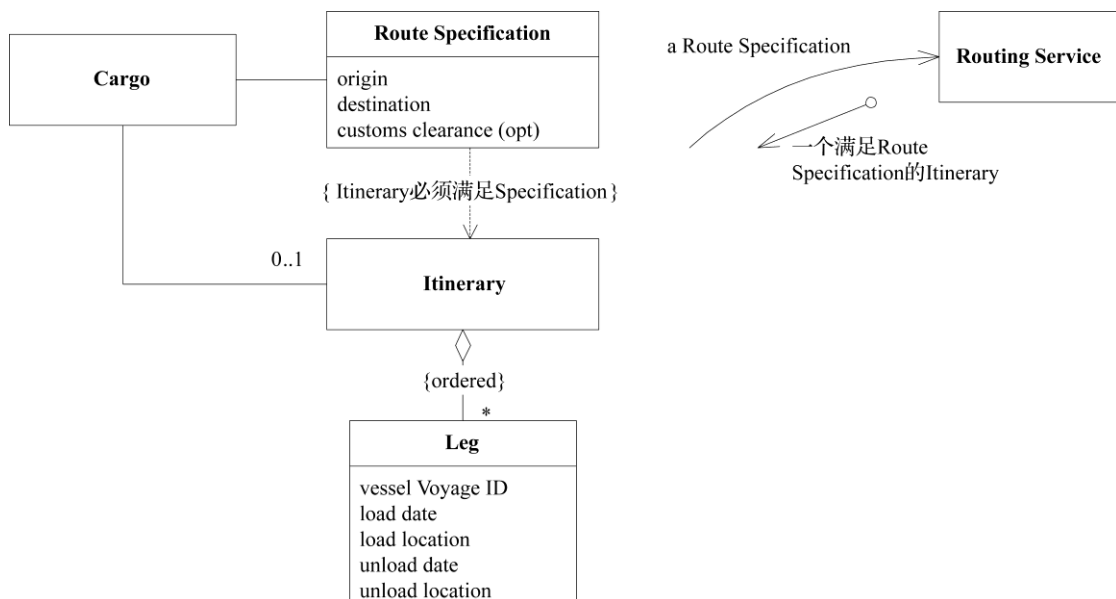 Cargo
Route Specification
origin
destination
customs clearance (opt)
{ Itinerary必须满足Specification }
0..1
Itinerary
{ordered}
*
Leg
vessel Voyage ID
load date
load location
unload date
unload location
a Route Specification
Routing Service
一个满足Route
Specification的Itinerary